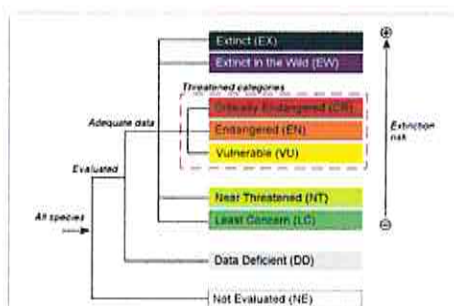 Extinct (EX)
Extinct in the Wild (EW)
Threatened categories
Critically Endangered (CR)
Adequate data
Endangered (EN)
Extinction
risk
Vulnerable (VU)
Evaluated
Near Threatened (NT)
All species
Least Concern (LC)
Data Deficient (DD)
Not Evaluated (NE)